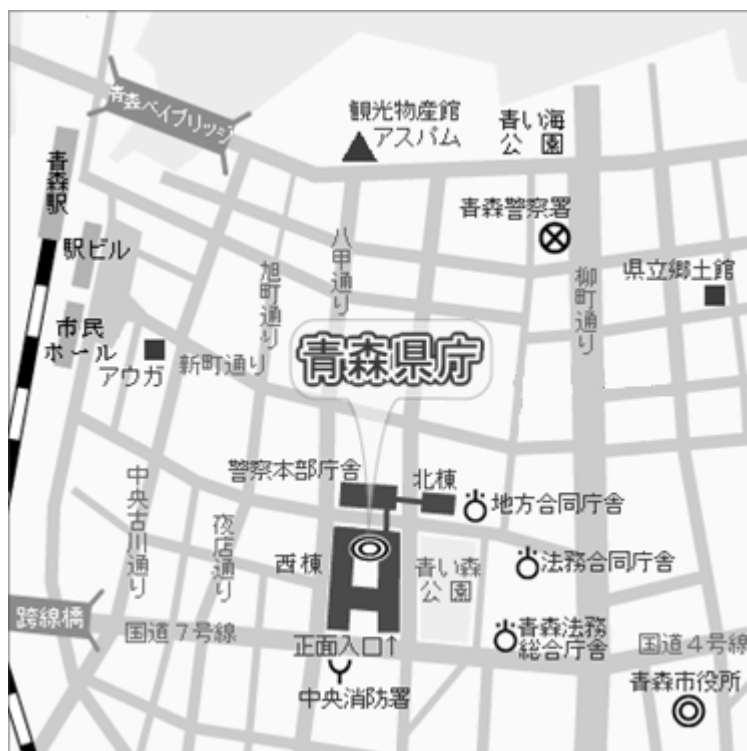 青森ベイブリッジ
観光物産館
アスパム
青い海
公園
青森駅
青森警察署
駅ビル
八甲通り
旭町通り
柳町通り
県立郷土館
市民
ホール
アウガ
新町通り
青森県庁
警察本部庁舎
北棟
地方合同庁舎
中央古川通り
夜店通り
西棟
青い森
公園
法務合同庁舎
跨線橋
国道7号線
正面入口↑
青森法務
総合庁舎
国道4号線
中央消防署
青森市役所